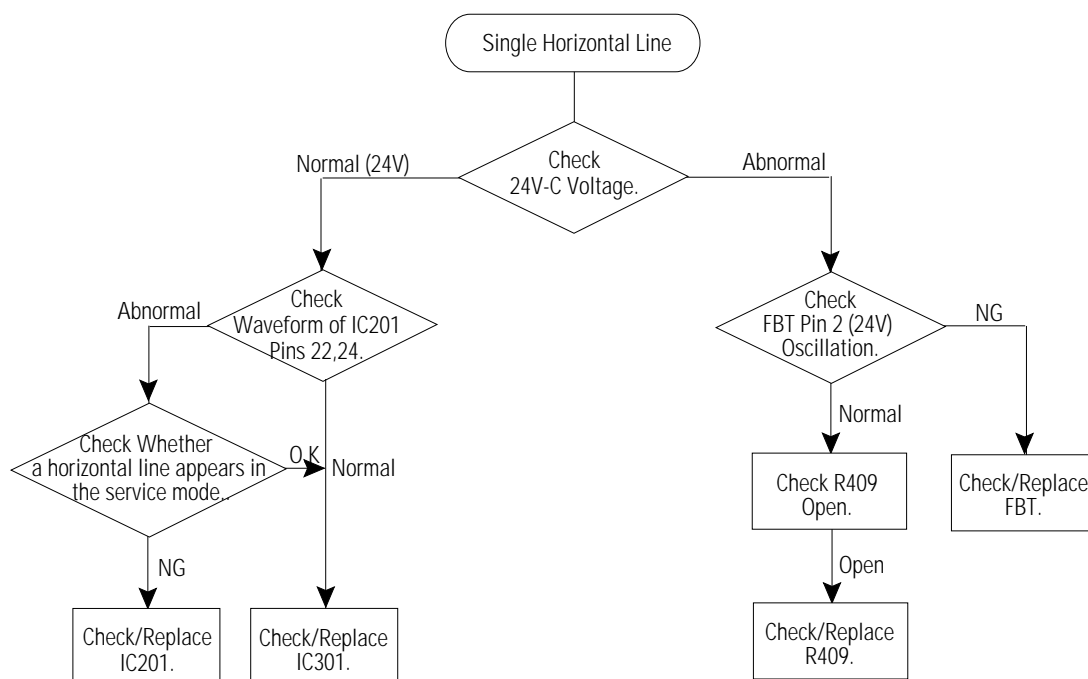 Single Horizontal Line
Check
24V-C Voltage.
Normal (24V)
Abnormal
Check
Waveform of IC201
Pins 22,24.
Abnormal
Check
FBT Pin 2 (24V)
Oscillation.
NG
Check Whether
a horizontal line appears in
the service mode..
O.K
Normal
Normal
Check R409
Open.
Check/Replace
FBT.
NG
Open
Check/Replace
IC201.
Check/Replace
IC301.
Check/Replace
R409.